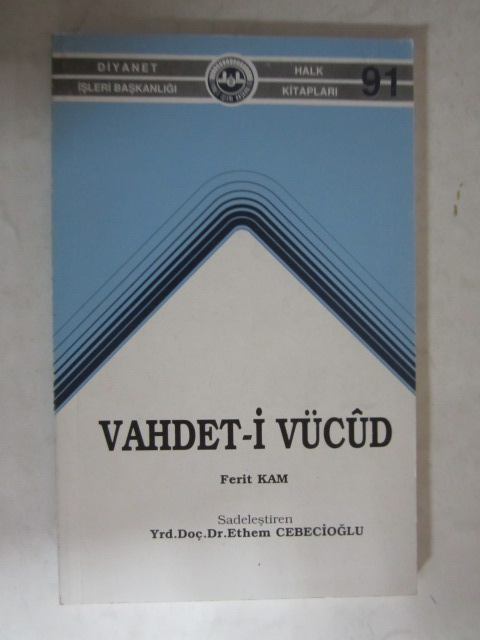 DİYANET
İŞLERİ BAŞKANLIĞI
HALK
KİTAPLARI
91
VAHDET-İ VÜCÛD
Ferit KAM
Sadeleştiren
Yrd.Doç.Dr.Ethem CEBECİOĞLU